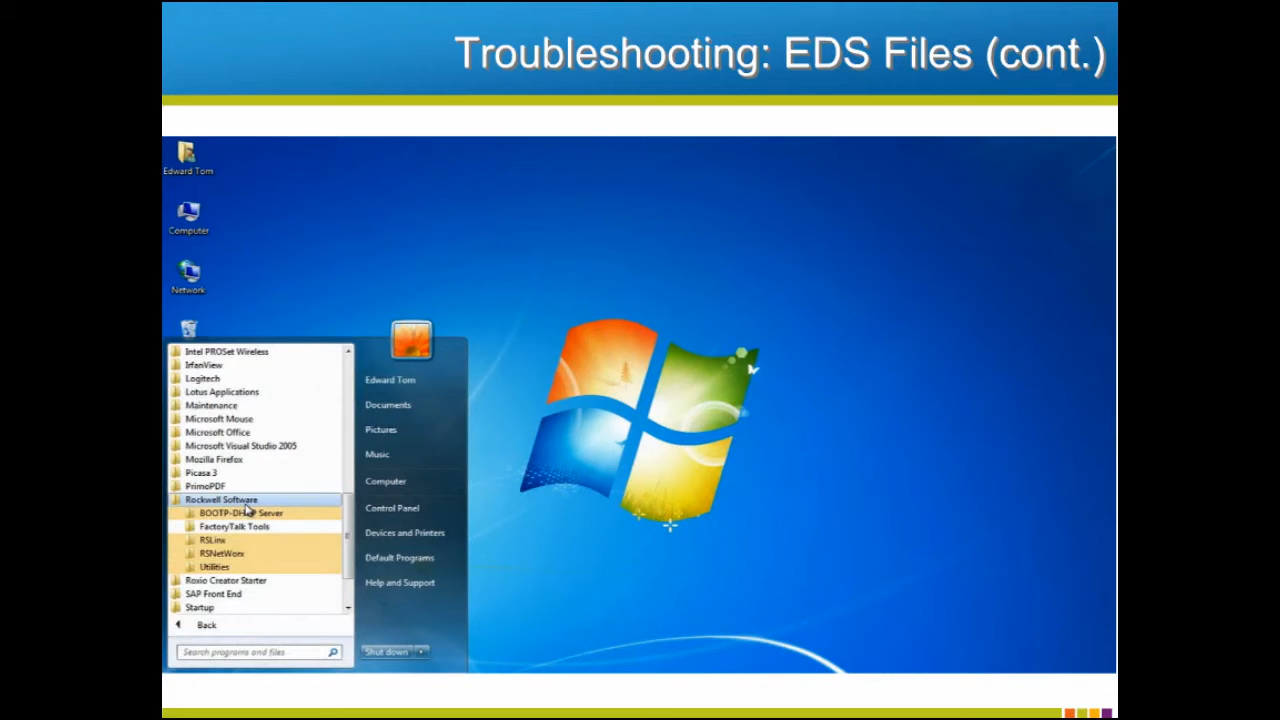 Troubleshooting: EDS Files (cont.)
Edward Tom
Computer
Network
Intel PROSet Wireless
IrfanView
Logitech
Lotus Applications
Maintenance
Microsoft Mouse
Microsoft Office
Microsoft Visual Studio 2005
Mozilla Firefox
Picasa 3
PrimoPDF
Rockwell Software
BOOTP-DHCP Server
FactoryTalk Tools
RSLinx
RSNetWorx
Utilities
Roxio Creator Starter
SAP Front End
Startup
Back
Search programs and files
Edward Tom
Documents
Pictures
Music
Computer
Control Panel
Devices and Printers
Default Programs
Help and Support
Shut down